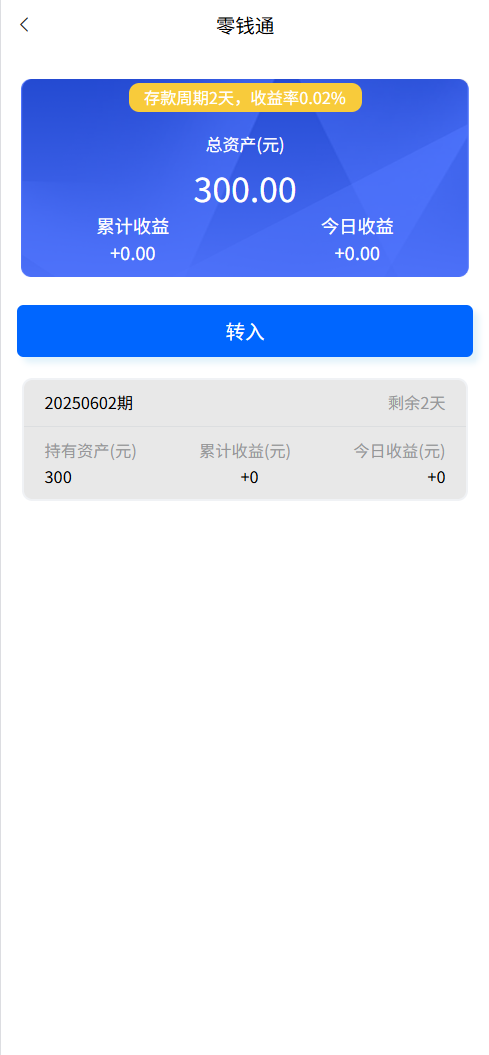 零钱通
存款周期2天，收益率0.02%
总资产(元)
300.00
累计收益 今日收益
+0.00 +0.00
转入
20250602期 剩余2天
持有资产(元) 累计收益(元) 今日收益(元)
300 +0 +0